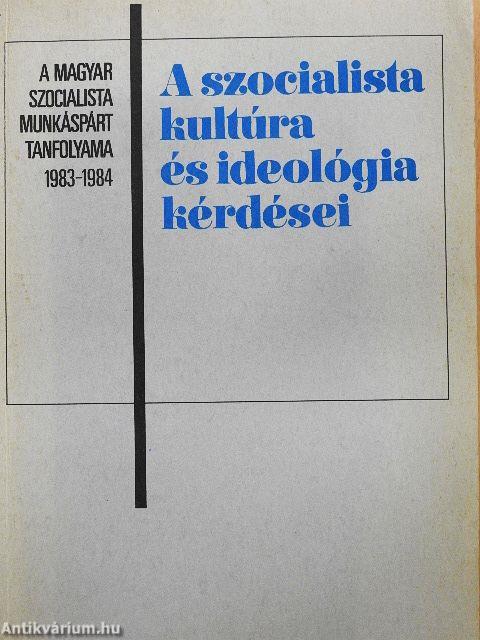 A MAGYAR
SZOCIALISTA
MUNKÁSPÁRT
TANFOLYAMA
1983-1984
A szocialista
kultúra
és ideológia
kérdései
Antikvárium.hu